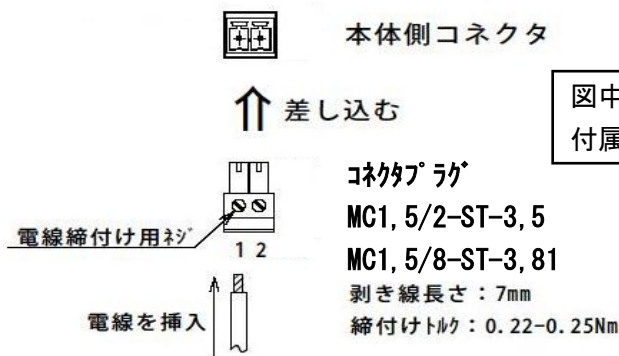 本体側コネクタ
差し込む
図中
付属
コネクタプラグ
MC1,5/2-ST-3,5
MC1,5/8-ST-3,81
電線締付け用ネジ
1 2
剥き線長さ：7mm
電線を挿入
締付けトルク：0.22-0.25Nm